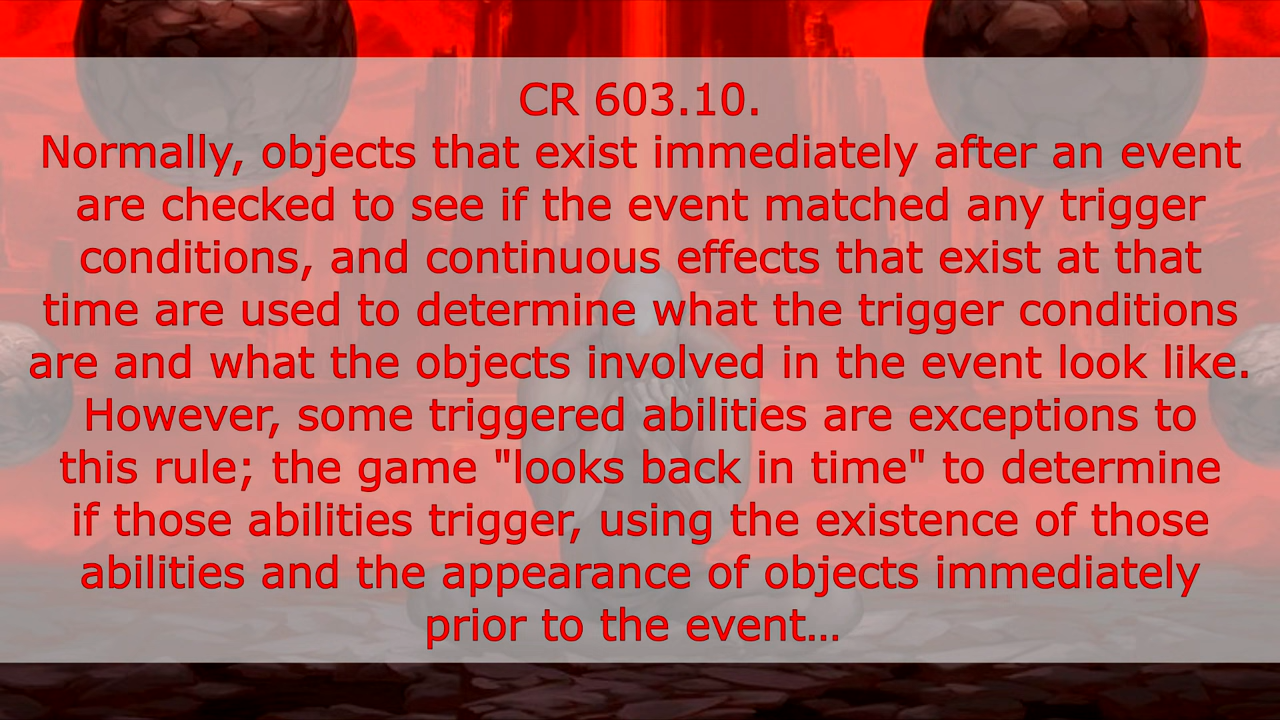 CR 603.10.
Normally, objects that exist immediately after an event
are checked to see if the event matched any trigger
conditions, and continuous effects that exist at that
time are used to determine what the trigger conditions
are and what the objects involved in the event look like.
However, some triggered abilities are exceptions to
this rule; the game "looks back in time" to determine
if those abilities trigger, using the existence of those
abilities and the appearance of objects immediately
prior to the event...